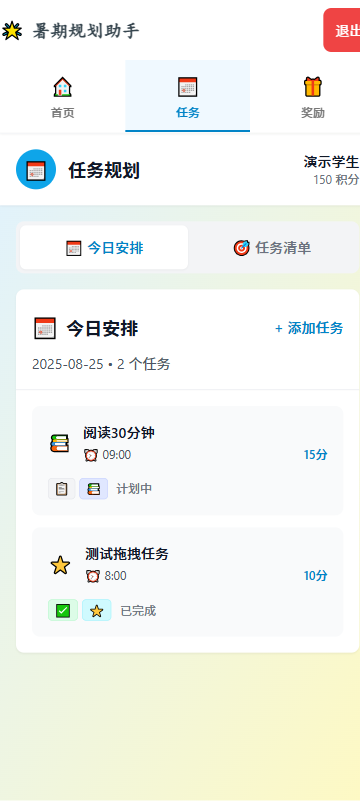 暑期规划助手
退出
首页
任务
奖励
任务规划
演示学生
150 积分
今日安排
任务清单
今日安排
+ 添加任务
2025-08-25 • 2 个任务
阅读30分钟
09:00
15分
计划中
测试拖拽任务
8:00
10分
已完成